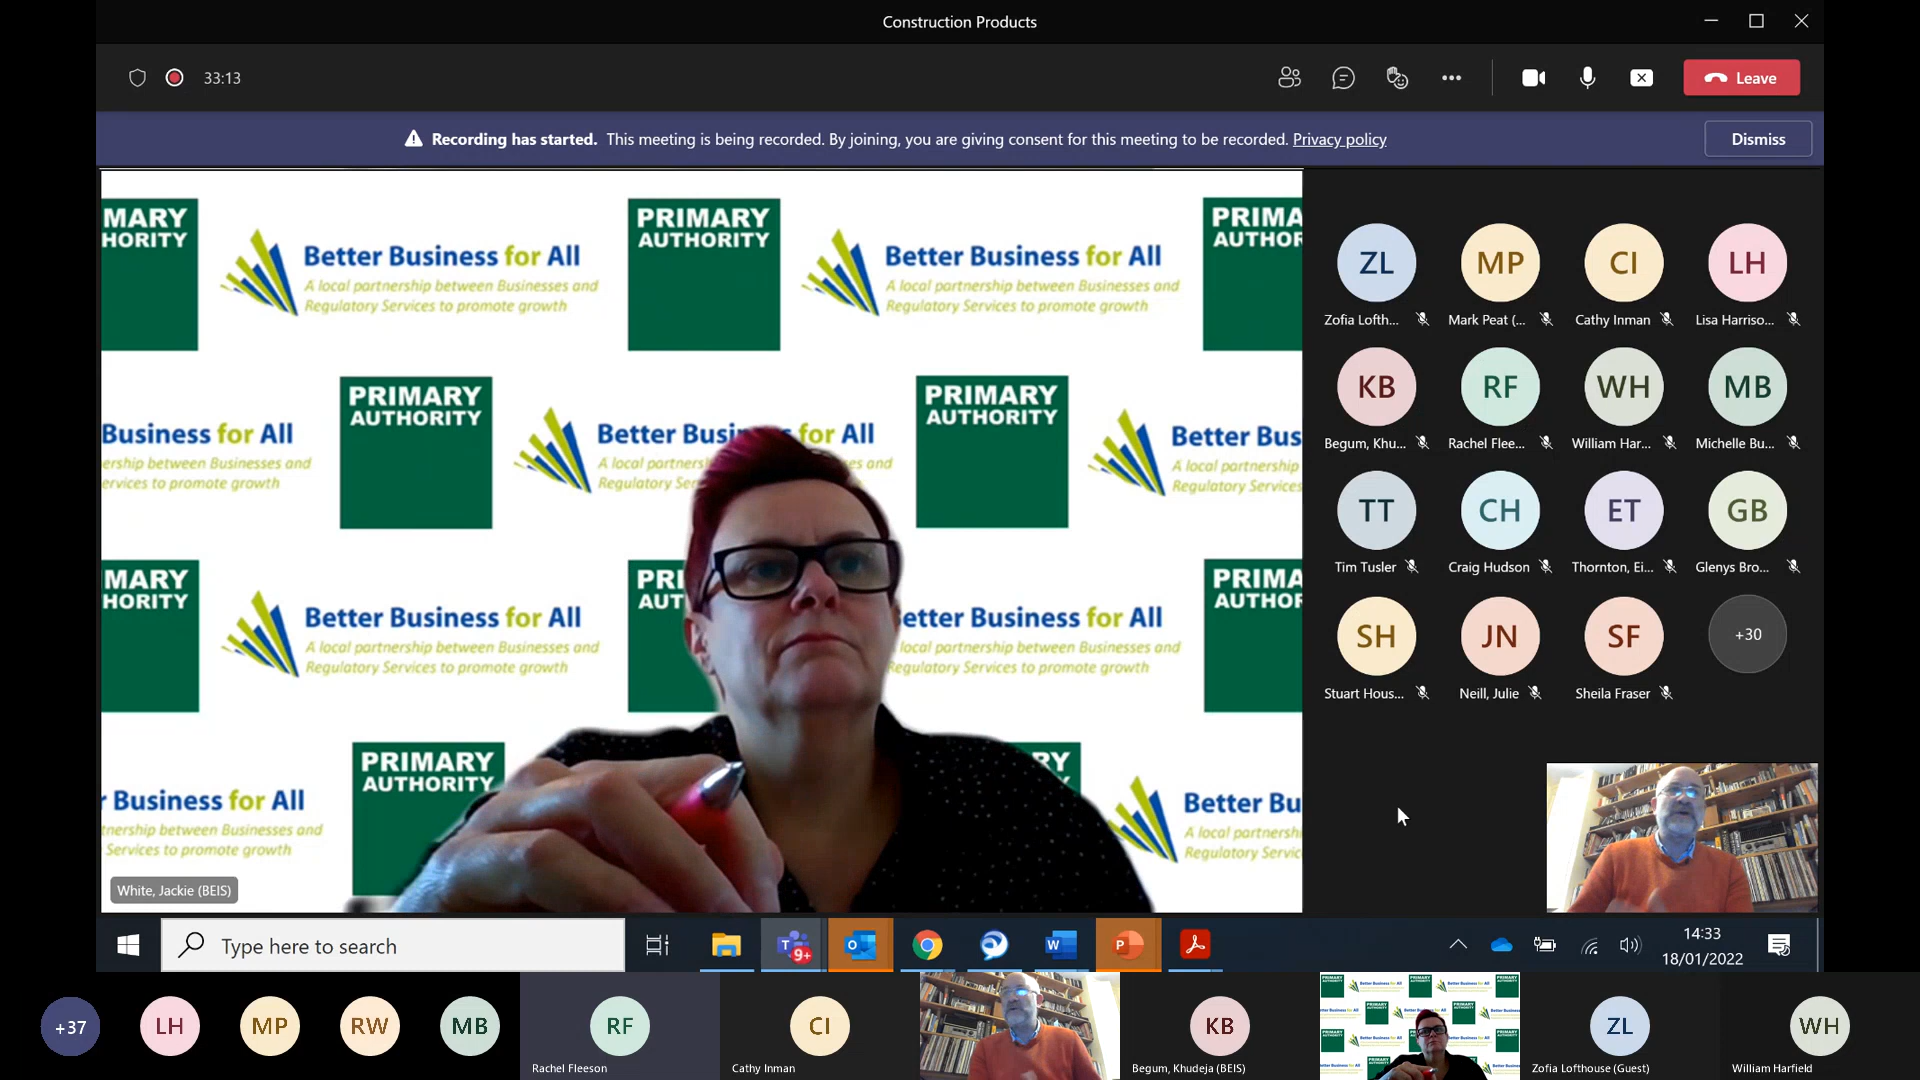 Construction Products
33:13
Leave
Recording has started. This meeting is being recorded. By joining, you are giving consent for this meeting to be recorded. Privacy policy
Dismiss
MARY
HORITY
Better Business for All
A local partnership between Businesses and
Regulatory Services to promote growth
PRIMARY
AUTHORITY
Better Business for All
A local partnership between Businesses and
Regulatory Services to promote growth
PRIMA
AUTHOR
Business for All
ership between Businesses and
ervices to promote growth
PRIMARY
AUTHORITY
Better Busi for All
A local partnersh es and
Regulatory Ser growth
PRIMARY
AUTHORITY
Better Bus
A local partnership
Regulatory Services
MARY
HORITY
Better Business for All
A local partnership between Businesses and
Regulatory Services to promote growth
PRI
AUT
etter Business for All
local partnership between Businesses and
egulatory Services to promote growth
PRIMA
AUTHOR
r Business for All
tnership between Businesses and
Services to promote growth
PRIMARY
AUTHORITY
RY
TY
Better Bu
A local partnership
Regulatory Servic
White, Jackie (BEIS)
ZL
MP
CI
LH
Zofia Lofth...
Mark Peat (...
Cathy Inman
Lisa Harriso...
KB
RF
WH
MB
Begum, Khu...
Rachel Flee...
William Har...
Michelle Bu...
TT
CH
ET
GB
Tim Tusler
Craig Hudson
Thornton, Ei...
Glenys Bro...
SH
JN
SF
+30
Stuart Hous...
Neill, Julie
Sheila Fraser
Type here to search
9+
14:33
18/01/2022
+37
LH
MP
RW
MB
RF
Rachel Fleeson
CI
Cathy Inman
KB
Begum, Khudeja (BEIS)
ZL
Zofia Lofthouse (Guest)
WH
William Harfield